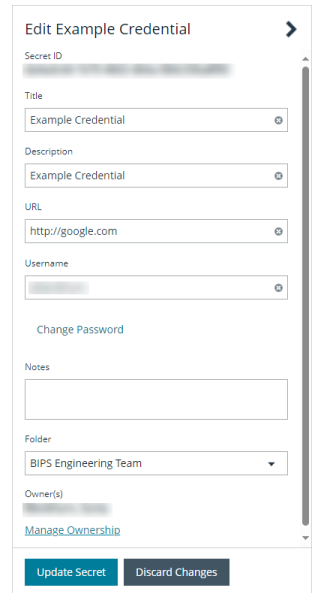 Edit Example Credential
Secret ID
Title
Example Credential
Description
Example Credential
URL
http://google.com
Username
Change Password
Notes
Folder
BIPS Engineering Team
Owner(s)
Manage Ownership
Update Secret
Discard Changes